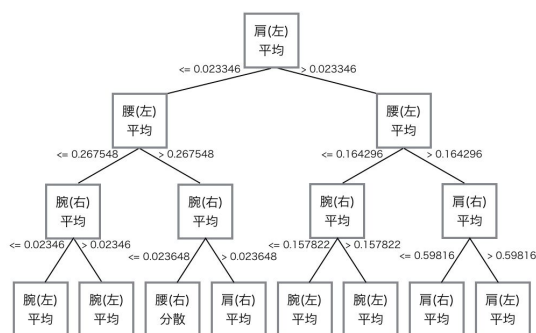 肩(左)
平均
<= 0.023346
> 0.023346
腰(左)
平均
腰(左)
平均
<= 0.267548
> 0.267548
<= 0.164296
> 0.164296
腕(右)
平均
腕(右)
平均
腕(右)
平均
肩(右)
平均
<= 0.02346
> 0.02346
<= 0.023648
> 0.023648
<= 0.157822
> 0.157822
<= 0.59816
> 0.59816
腕(左)
平均
腕(左)
平均
腰(右)
分散
肩(右)
平均
腕(左)
平均
腕(左)
平均
肩(右)
平均
肩(左)
平均